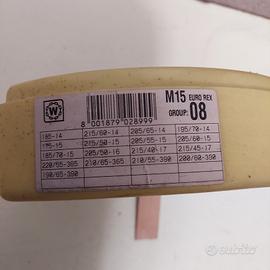 W
8 001879 028999
M15 EURO REX
GROUP: 08
185-14 215/60-14 205/65-14 195/70-14
175-15 215/50-15 205/55-15 205/60-15
185/70-15 205/50-16 215/40-17 215/45-17
220/55-365 210/65-365 210/55-390 200/60-390
190/65-390
subito